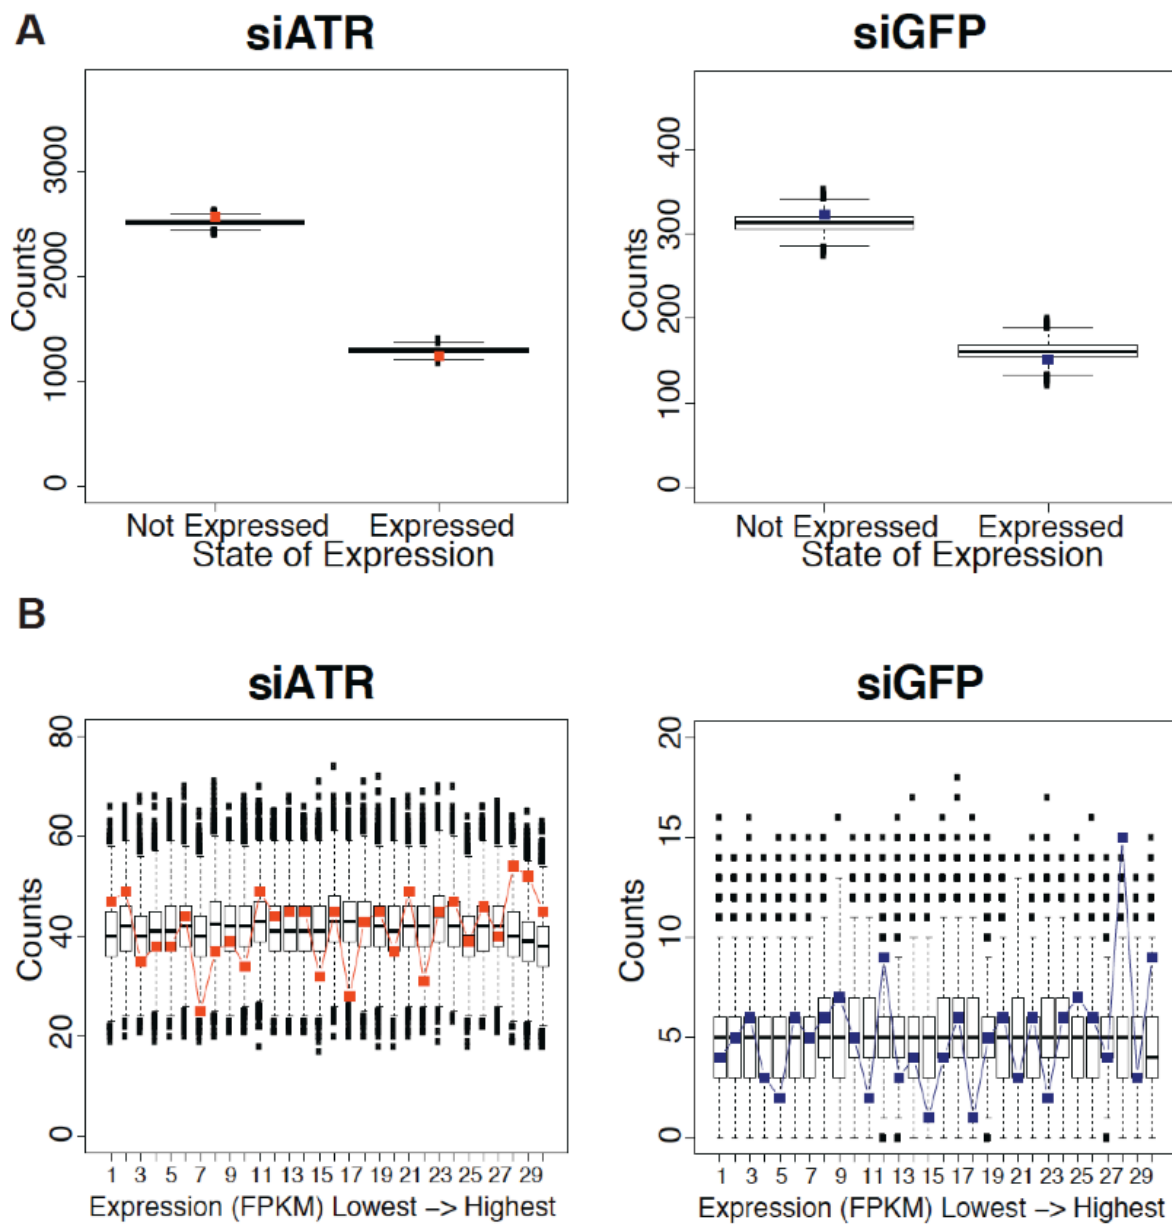 A
siATR
siGFP
Counts
3000
2000
1000
0
Not Expressed Expressed
State of Expression
Counts
400
300
200
100
0
Not Expressed Expressed
State of Expression
B
siATR
siGFP
Counts
80
60
40
20
0
1 3 5 7 9 11 13 15 17 19 21 23 25 27 29
Expression (FPKM) Lowest −> Highest
Counts
20
15
10
5
0
1 3 5 7 9 11 13 15 17 19 21 23 25 27 29
Expression (FPKM) Lowest −> Highest